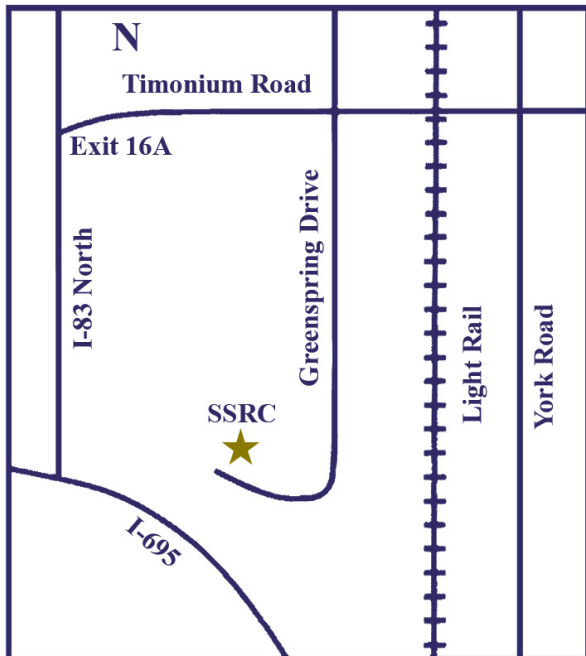 N
Timonium Road
Exit 16A
Greenspring Drive
I-83 North
Light Rail
York Road
SSRC
I-695